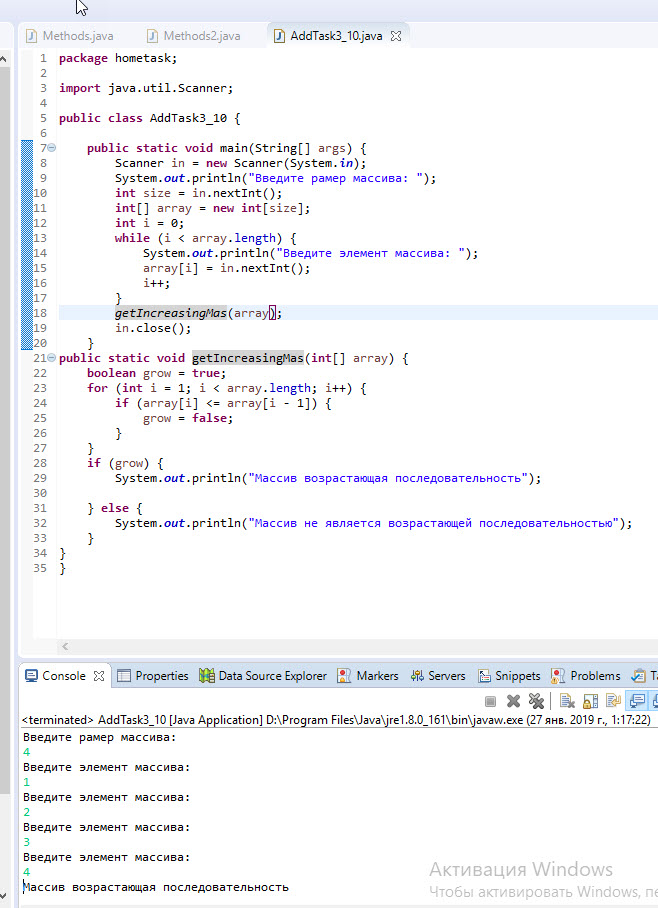 Methods.java Methods2.java AddTask3_10.java
1 package hometask;
2
3 import java.util.Scanner;
4
5 public class AddTask3_10 {
6
7 public static void main(String[] args) {
8 Scanner in = new Scanner(System.in);
9 System.out.println("Введите рамер массива: ");
10 int size = in.nextInt();
11 int[] array = new int[size];
12 int i = 0;
13 while (i < array.length) {
14 System.out.println("Введите элемент массива: ");
15 array[i] = in.nextInt();
16 i++;
17 }
18 getIncreasingMas(array);
19 in.close();
20 }
21 public static void getIncreasingMas(int[] array) {
22 boolean grow = true;
23 for (int i = 1; i < array.length; i++) {
24 if (array[i] <= array[i - 1]) {
25 grow = false;
26 }
27 }
28 if (grow) {
29 System.out.println("Массив возрастающая последовательность");
30
31 } else {
32 System.out.println("Массив не является возрастающей последовательностью");
33 }
34 }
35 }
Console Properties Data Source Explorer Markers Servers Snippets Problems
<terminated> AddTask3_10 [Java Application] D:\Program Files\Java\jre1.8.0_161\bin\javaw.exe (27 янв. 2019 г., 1:17:22)
Введите рамер массива:
4
Введите элемент массива:
1
Введите элемент массива:
2
Введите элемент массива:
3
Введите элемент массива:
4
Массив возрастающая последовательность
Активация Windows
Чтобы активировать Windows,